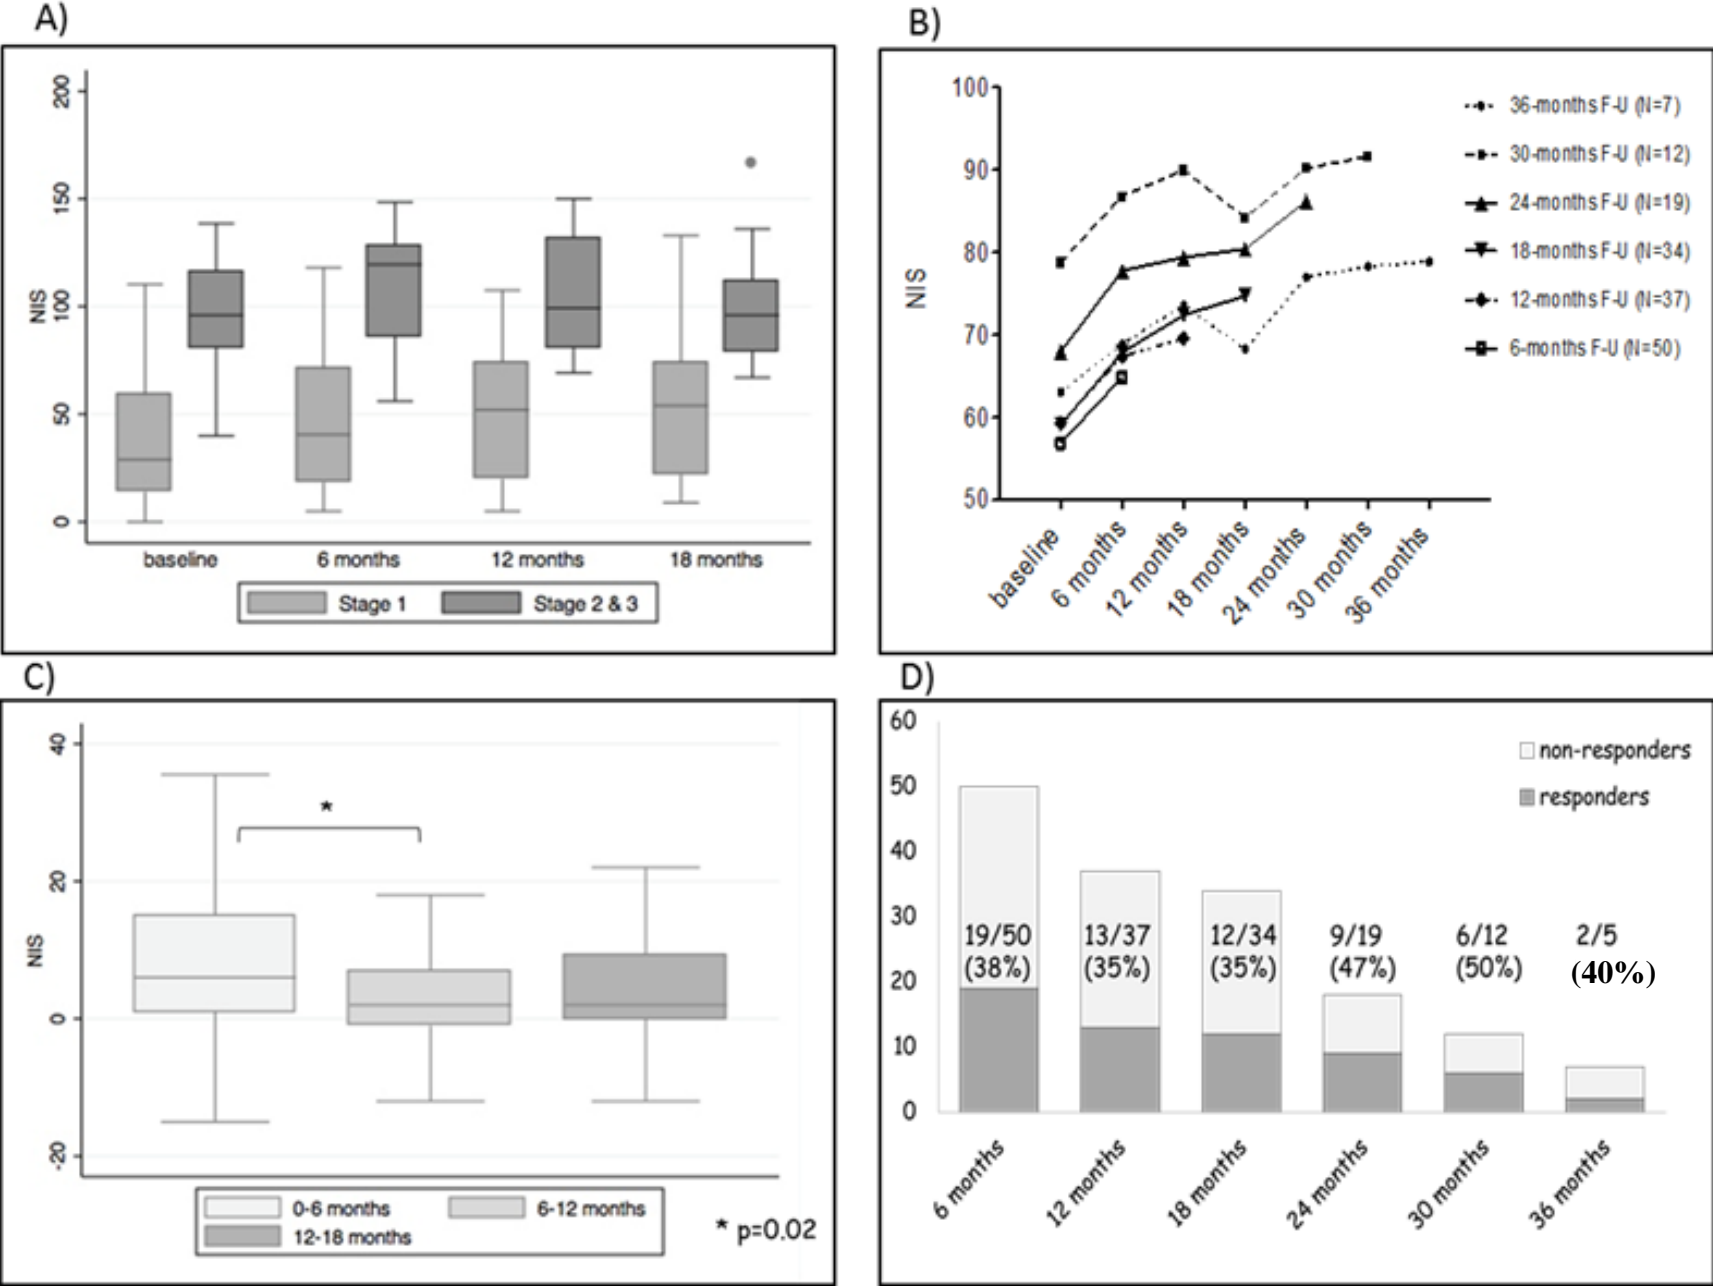 A)
200
150
100
50
0
NIS
baseline
6 months
12 months
18 months
Stage 1
Stage 2 & 3
B)
100
90
80
70
60
50
NIS
baseline
6 months
12 months
18 months
24 months
30 months
36 months
36-months F-U (N=7)
30-months F-U (N=12)
24-months F-U (N=19)
18-months F-U (N=34)
12-months F-U (N=37)
6-months F-U (N=50)
C)
40
20
0
-20
NIS
*
0-6 months
6-12 months
12-18 months
* p=0.02
D)
60
50
40
30
20
10
0
non-responders
responders
19/50
(38%)
13/37
(35%)
12/34
(35%)
9/19
(47%)
6/12
(50%)
2/5
(40%)
6 months
12 months
18 months
24 months
30 months
36 months